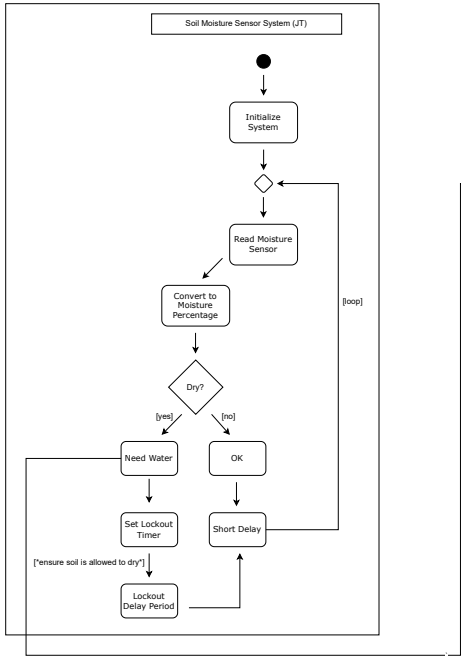 Soil Moisture Sensor System (JT)
Initialize
System
Read Moisture
Sensor
Convert to
Moisture
Percentage
[loop]
Dry?
[yes]
[no]
Need Water
OK
Set Lockout
Timer
Short Delay
["ensure soil is allowed to dry"]
Lockout
Delay Period